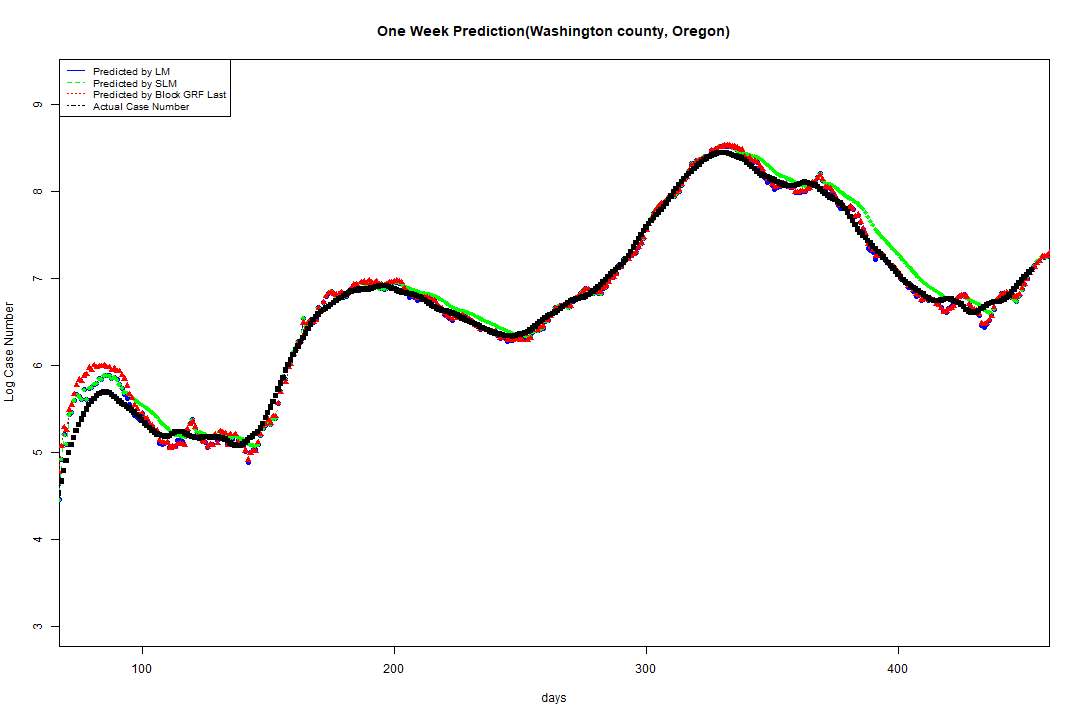 One Week Prediction(Washington county, Oregon)
Predicted by LM
Predicted by SLM
Predicted by Block GRF Last
Actual Case Number
9
8
7
6
5
4
3
Log Case Number
100 200 300 400
days